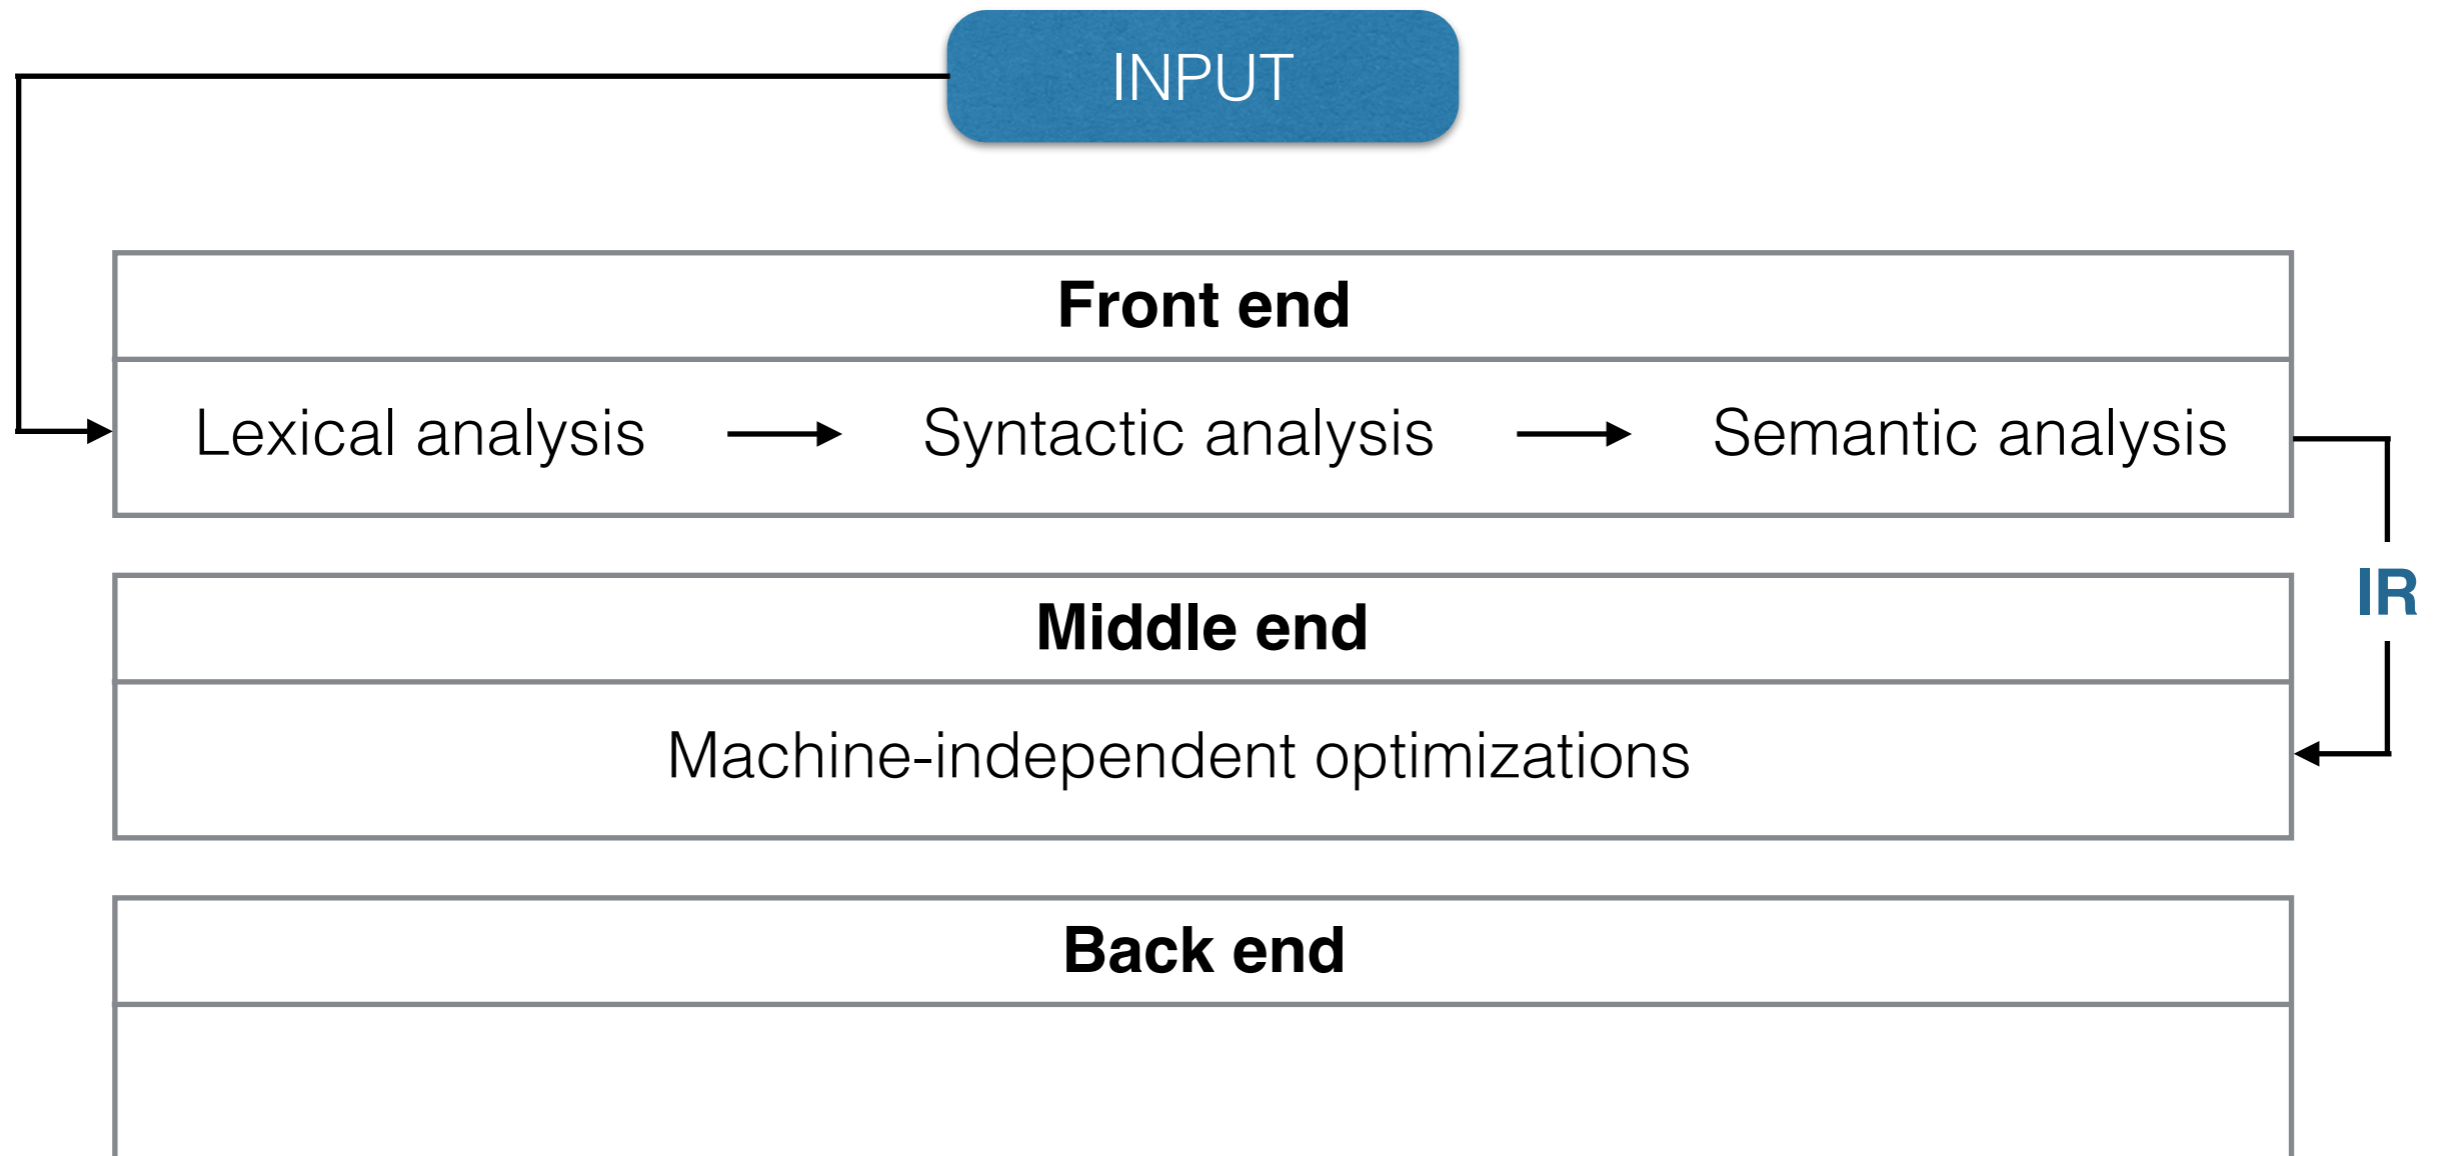 INPUT
Front end
Lexical analysis Syntactic analysis Semantic analysis
IR
Middle end
Machine-independent optimizations
Back end